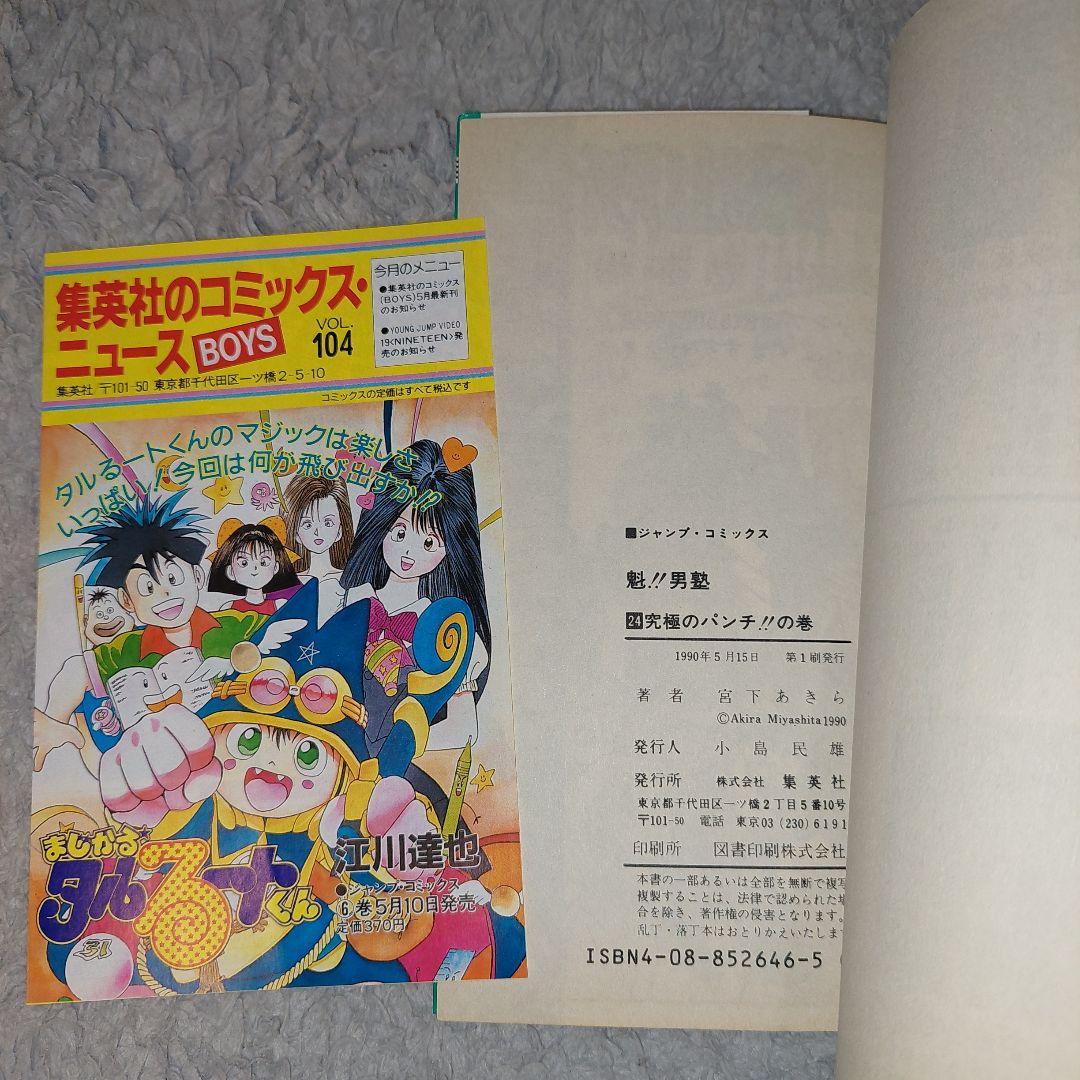 集英社のコミックス・
ニュース BOYS VOL. 104
今月のメニュー
●集英社のコミックス
(BOYS)5月最新刊
のお知らせ
●YOUNG JUMP VIDEO
19<NINETEEN>発
売のお知らせ
集英社 〒101-50 東京都千代田区一ツ橋2-5-10
コミックスの定価はすべて税込です
タルるートくんのマジックは楽しさ
いっぱい!今回は何が飛び出すか!!
まじかる★
タルるートくん
江川達也
●ジャンプ・コミックス
⑥巻5月10日発売
定価370円
ジャンプ・コミックス
魁!!男塾
24究極のパンチ!!の巻
1990年5月15日 第1刷発行
著者 宮下あきら
©Akira Miyashita1990
発行人 小島民雄
発行所 株式会社 集英社
東京都千代田区一ツ橋2丁目5番10号
〒101-50 電話 東京03(230)6191
印刷所 図書印刷株式会社
本書の一部あるいは全部を無断で複写
複製することは、法律で認められた場
台を除き、著作権の侵害となります。
乱丁・落丁本はおとりかえいたします
ISBN4-08-852646-5